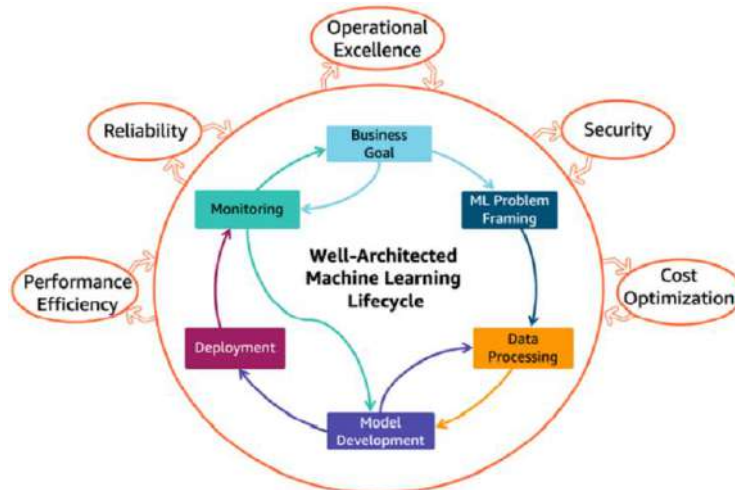 Operational
Excellence
Reliability
Security
Business
Goal
Monitoring
ML Problem
Framing
Well-Architected
Machine Learning
Lifecycle
Performance
Efficiency
Cost
Optimization
Deployment
Data
Processing
Model
Development